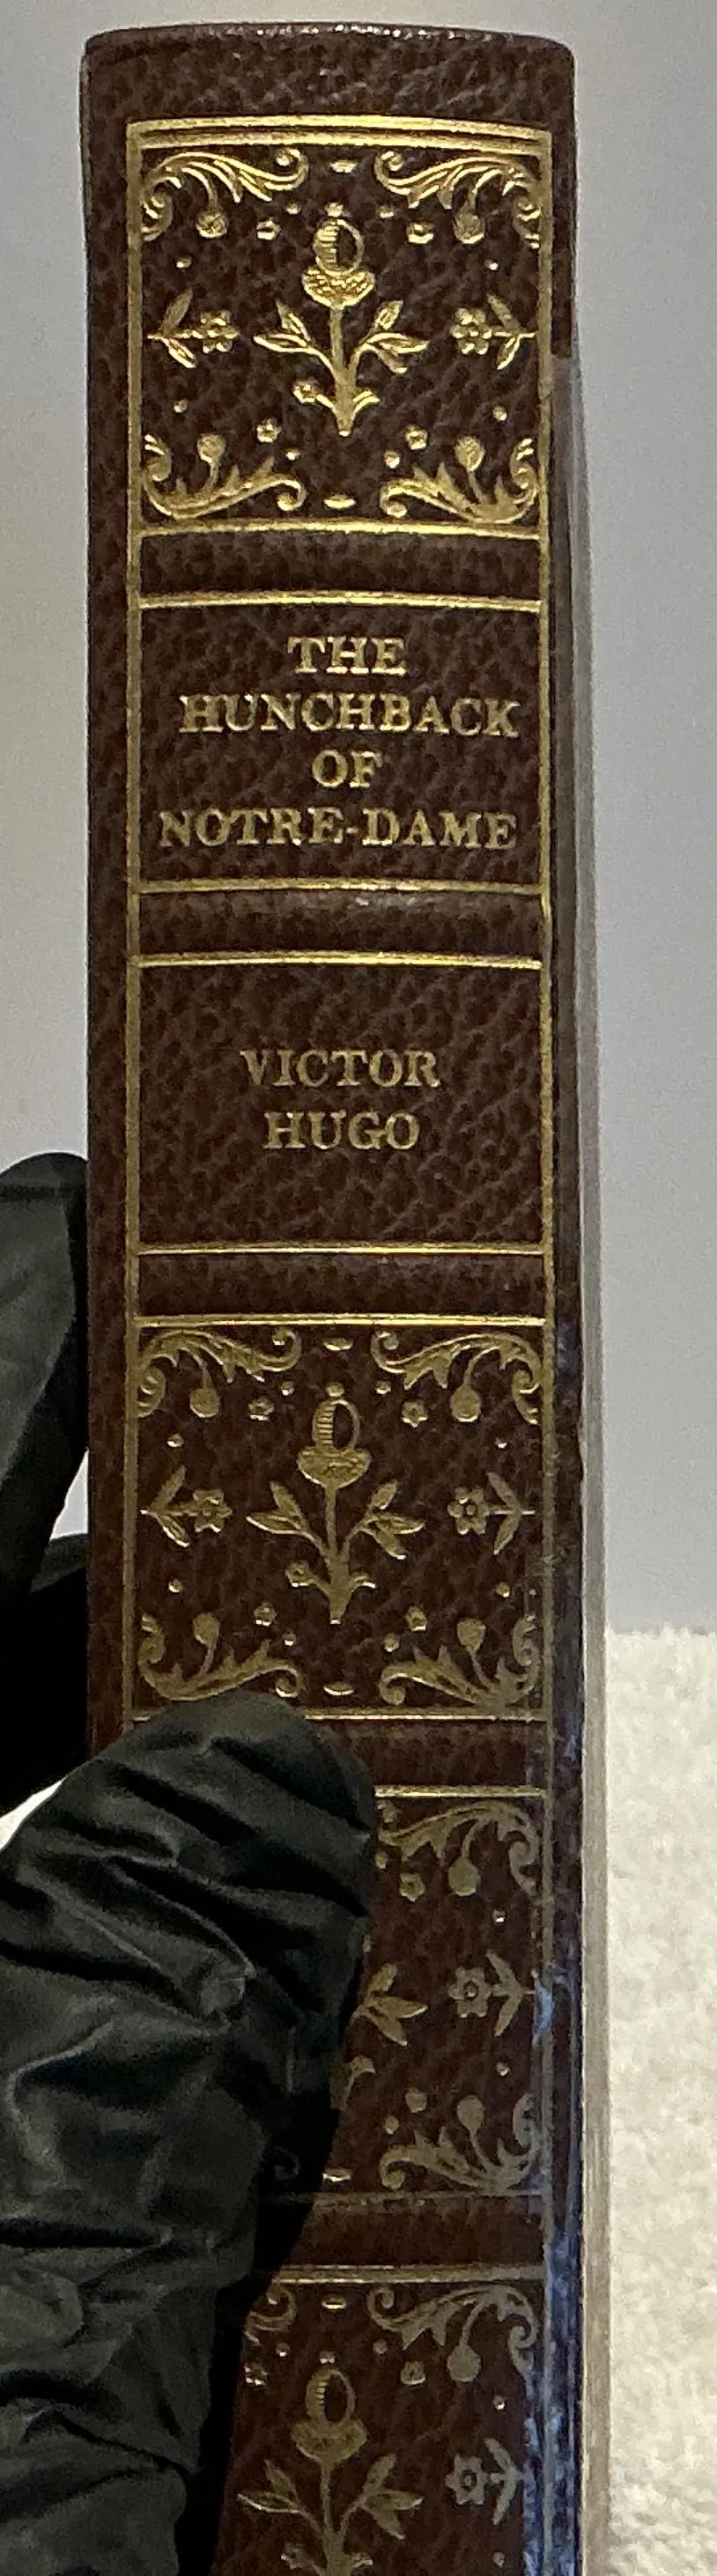 THE
HUNCHBACK
OF
NOTRE-DAME
VICTOR
HUGO